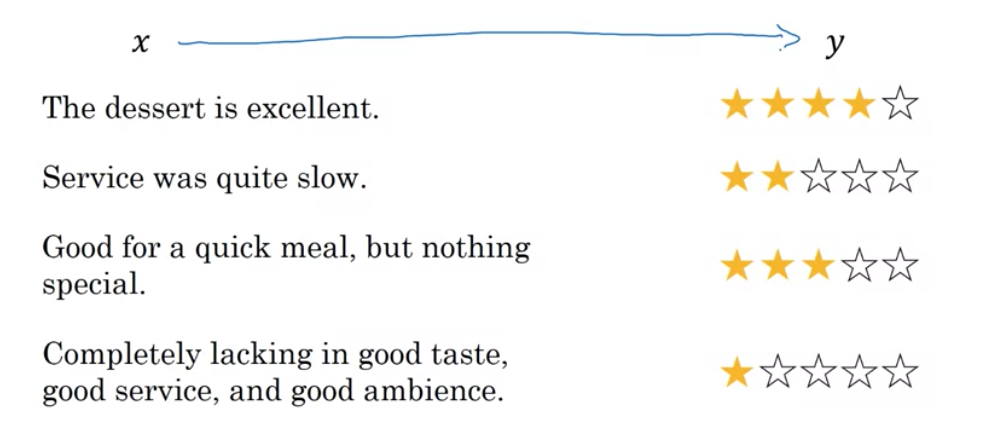 x y
The dessert is excellent.
Service was quite slow.
Good for a quick meal, but nothing
special.
Completely lacking in good taste,
good service, and good ambience.